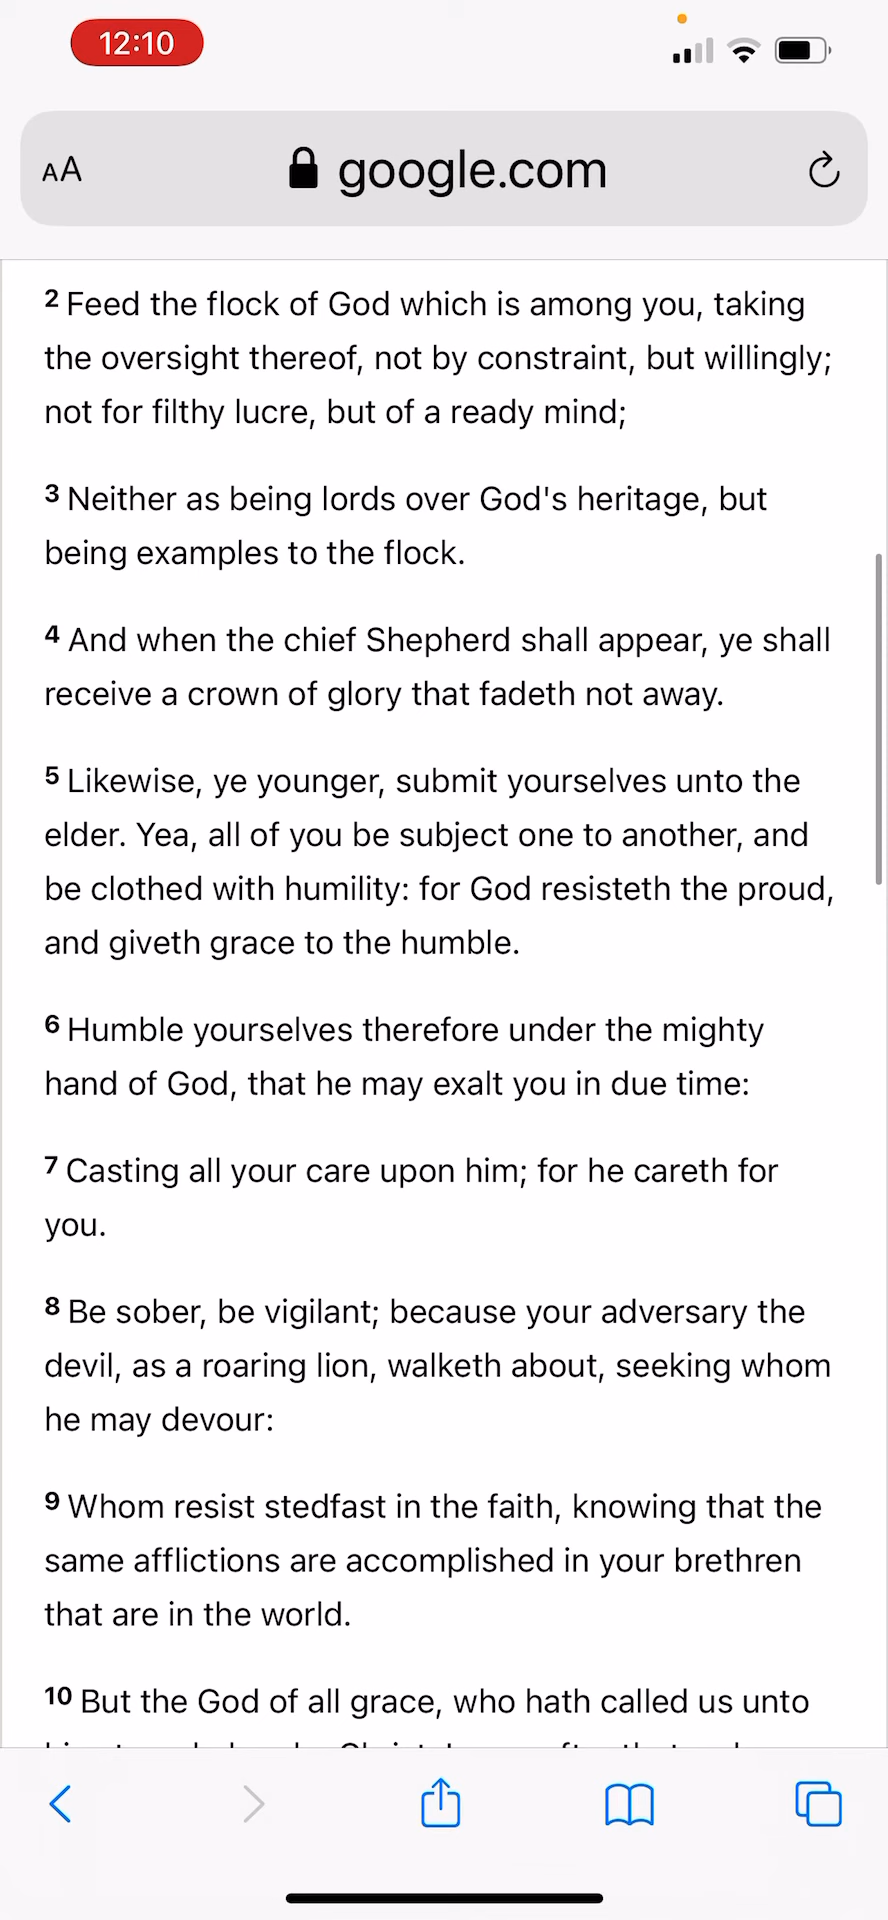 12:10
AA google.com
2 Feed the flock of God which is among you, taking
the oversight thereof, not by constraint, but willingly;
not for filthy lucre, but of a ready mind;
3 Neither as being lords over God's heritage, but
being examples to the flock.
4 And when the chief Shepherd shall appear, ye shall
receive a crown of glory that fadeth not away.
5 Likewise, ye younger, submit yourselves unto the
elder. Yea, all of you be subject one to another, and
be clothed with humility: for God resisteth the proud,
and giveth grace to the humble.
6 Humble yourselves therefore under the mighty
hand of God, that he may exalt you in due time:
7 Casting all your care upon him; for he careth for
you.
8 Be sober, be vigilant; because your adversary the
devil, as a roaring lion, walketh about, seeking whom
he may devour:
9 Whom resist stedfast in the faith, knowing that the
same afflictions are accomplished in your brethren
that are in the world.
10 But the God of all grace, who hath called us unto